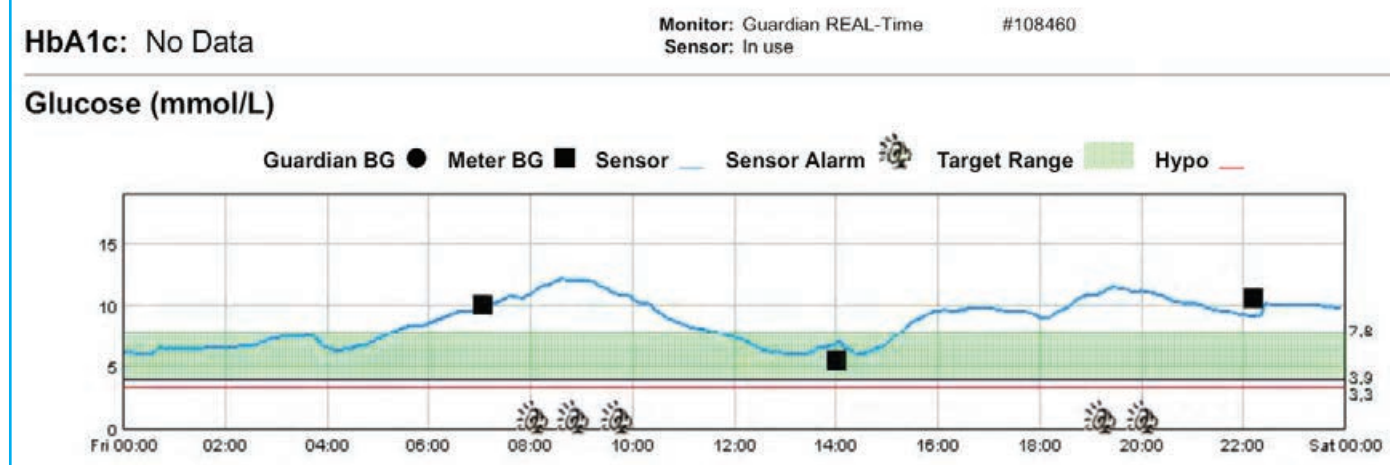 Monitor: Guardian REAL-Time #108460
HbA1c: No Data
Sensor: In use
Glucose (mmol/L)
Guardian BG Meter BG Sensor Sensor Alarm Target Range Hypo
15
10
7.8
5
3.9
3.3
0
Fri 00:00 02:00 04:00 06:00 08:00 10:00 12:00 14:00 16:00 18:00 20:00 22:00 Sat 00:00